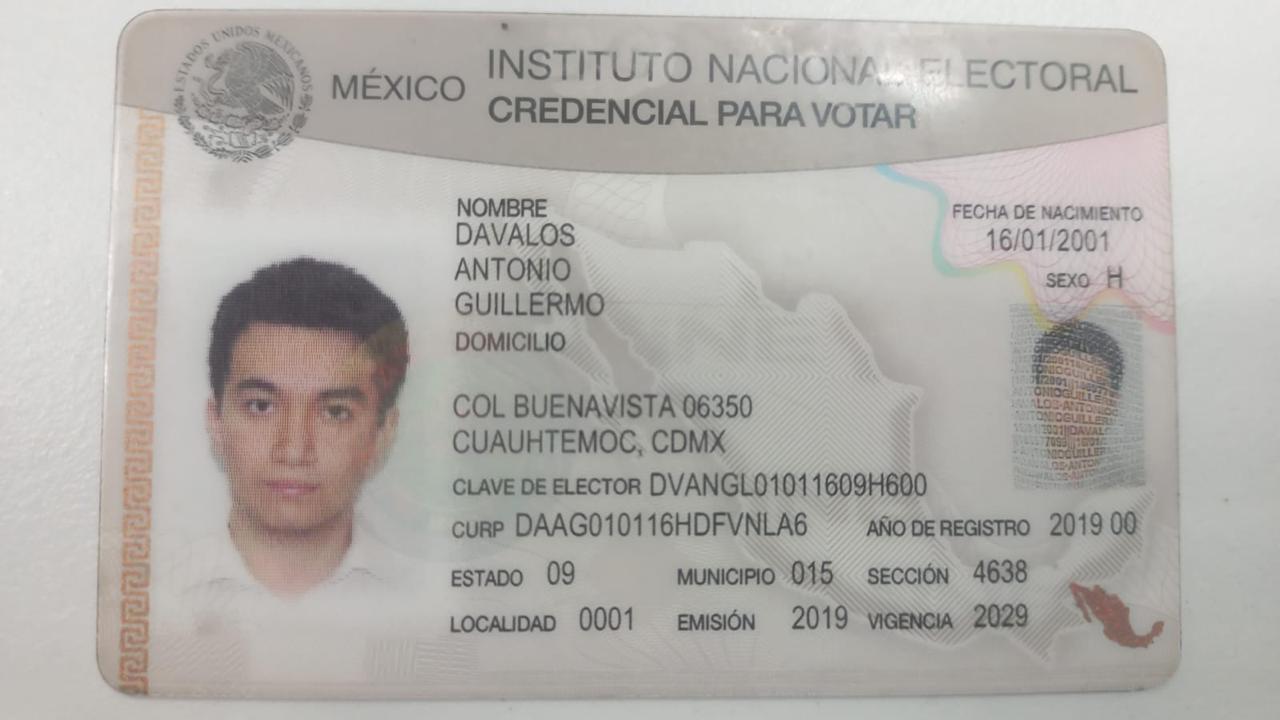 ESTADOS UNIDOS MEXICANOS
MÉXICO
INSTITUTO NACIONAL ELECTORAL
CREDENCIAL PARA VOTAR
NOMBRE
DAVALOS
ANTONIO
GUILLERMO
FECHA DE NACIMIENTO
16/01/2001
SEXO H
DOMICILIO
COL BUENAVISTA 06350
CUAUHTEMOC, CDMX
CLAVE DE ELECTOR DVANGL01011609H600
CURP DAAG010116HDFVNLA6 AÑO DE REGISTRO 2019 00
ESTADO 09 MUNICIPIO 015 SECCIÓN 4638
LOCALIDAD 0001 EMISIÓN 2019 VIGENCIA 2029